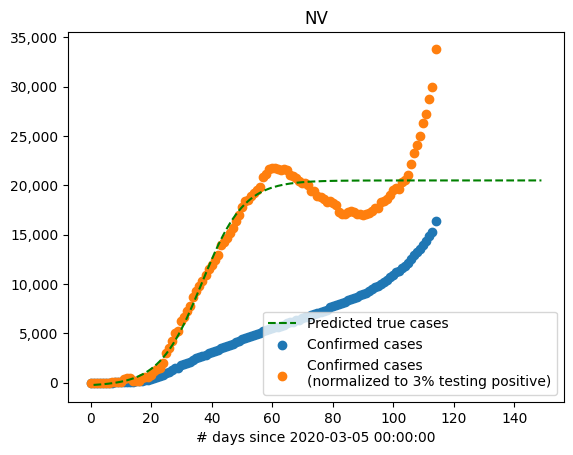 NV
35,000
30,000
25,000
20,000
15,000
10,000
5,000
0
0 20 40 60 80 100 120 140
# days since 2020-03-05 00:00:00
Predicted true cases
Confirmed cases
Confirmed cases
(normalized to 3% testing positive)